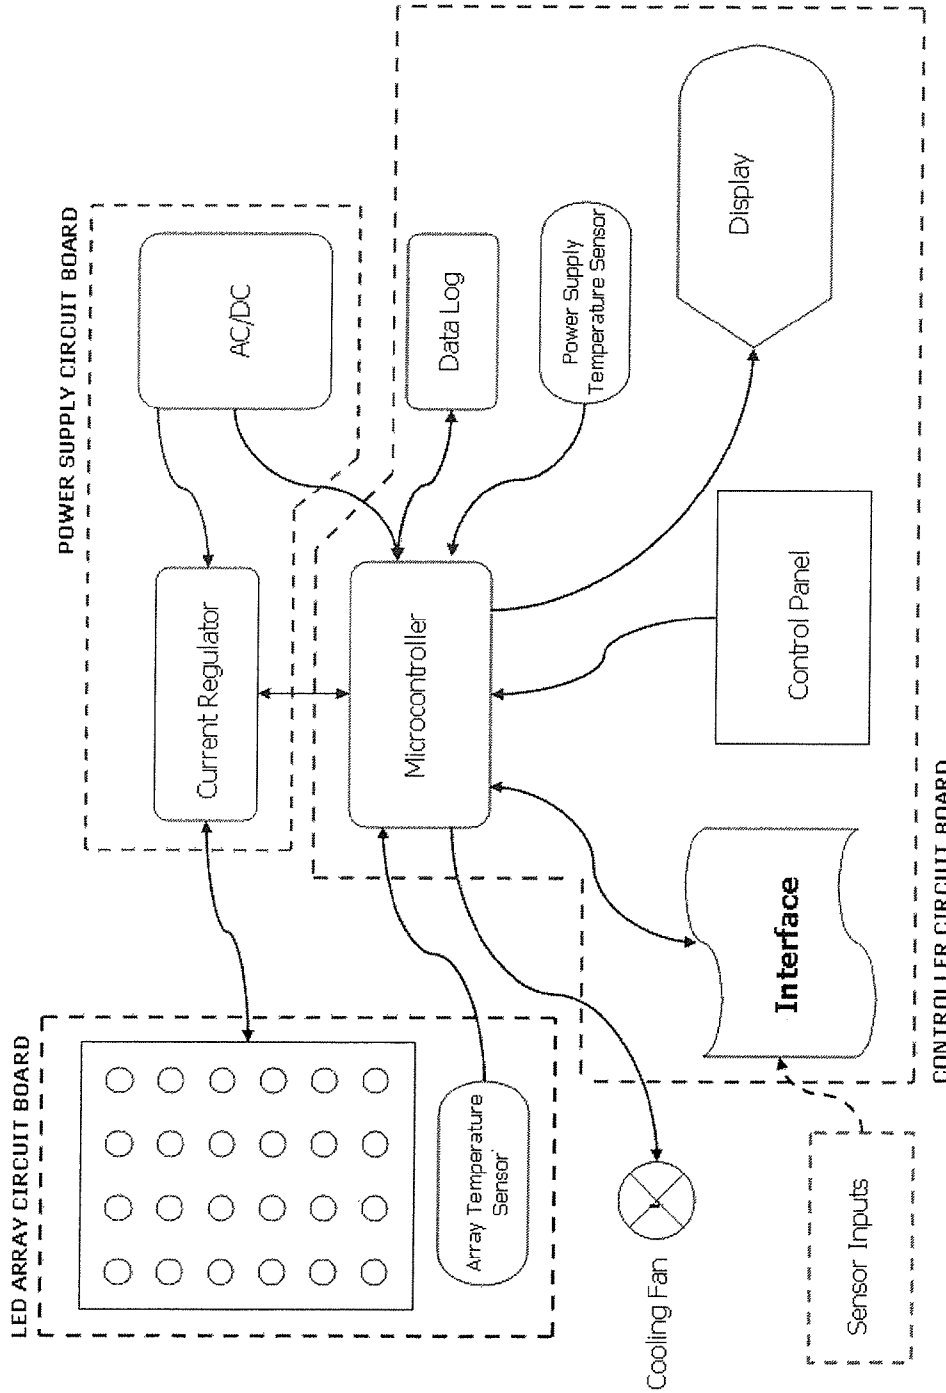 LED ARRAY CIRCUIT BOARD
POWER SUPPLY CIRCUIT BOARD
Current Regulator
AC/DC
Array Temperature
Sensor
Microcontroller
Data Log
Power Supply
Temperature Sensor
Cooling Fan
Display
Control Panel
Interface
Sensor Inputs
CONTROLLER CIRCUIT BOARD